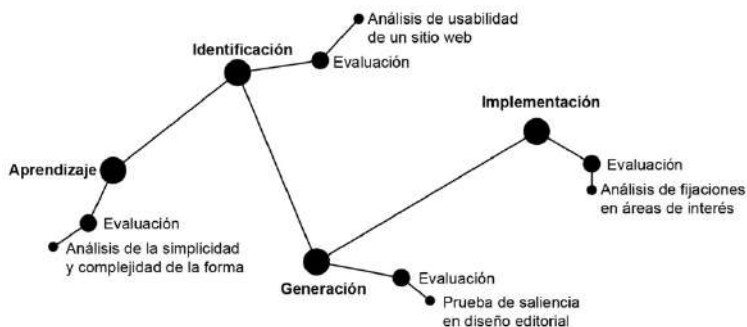 Análisis de usabilidad
de un sitio web
Identificación
Evaluación
Implementación
Aprendizaje
Evaluación
Análisis de fijaciones
en áreas de interés
Evaluación
Análisis de la simplicidad
y complejidad de la forma
Generación
Evaluación
Prueba de saliencia
en diseño editorial